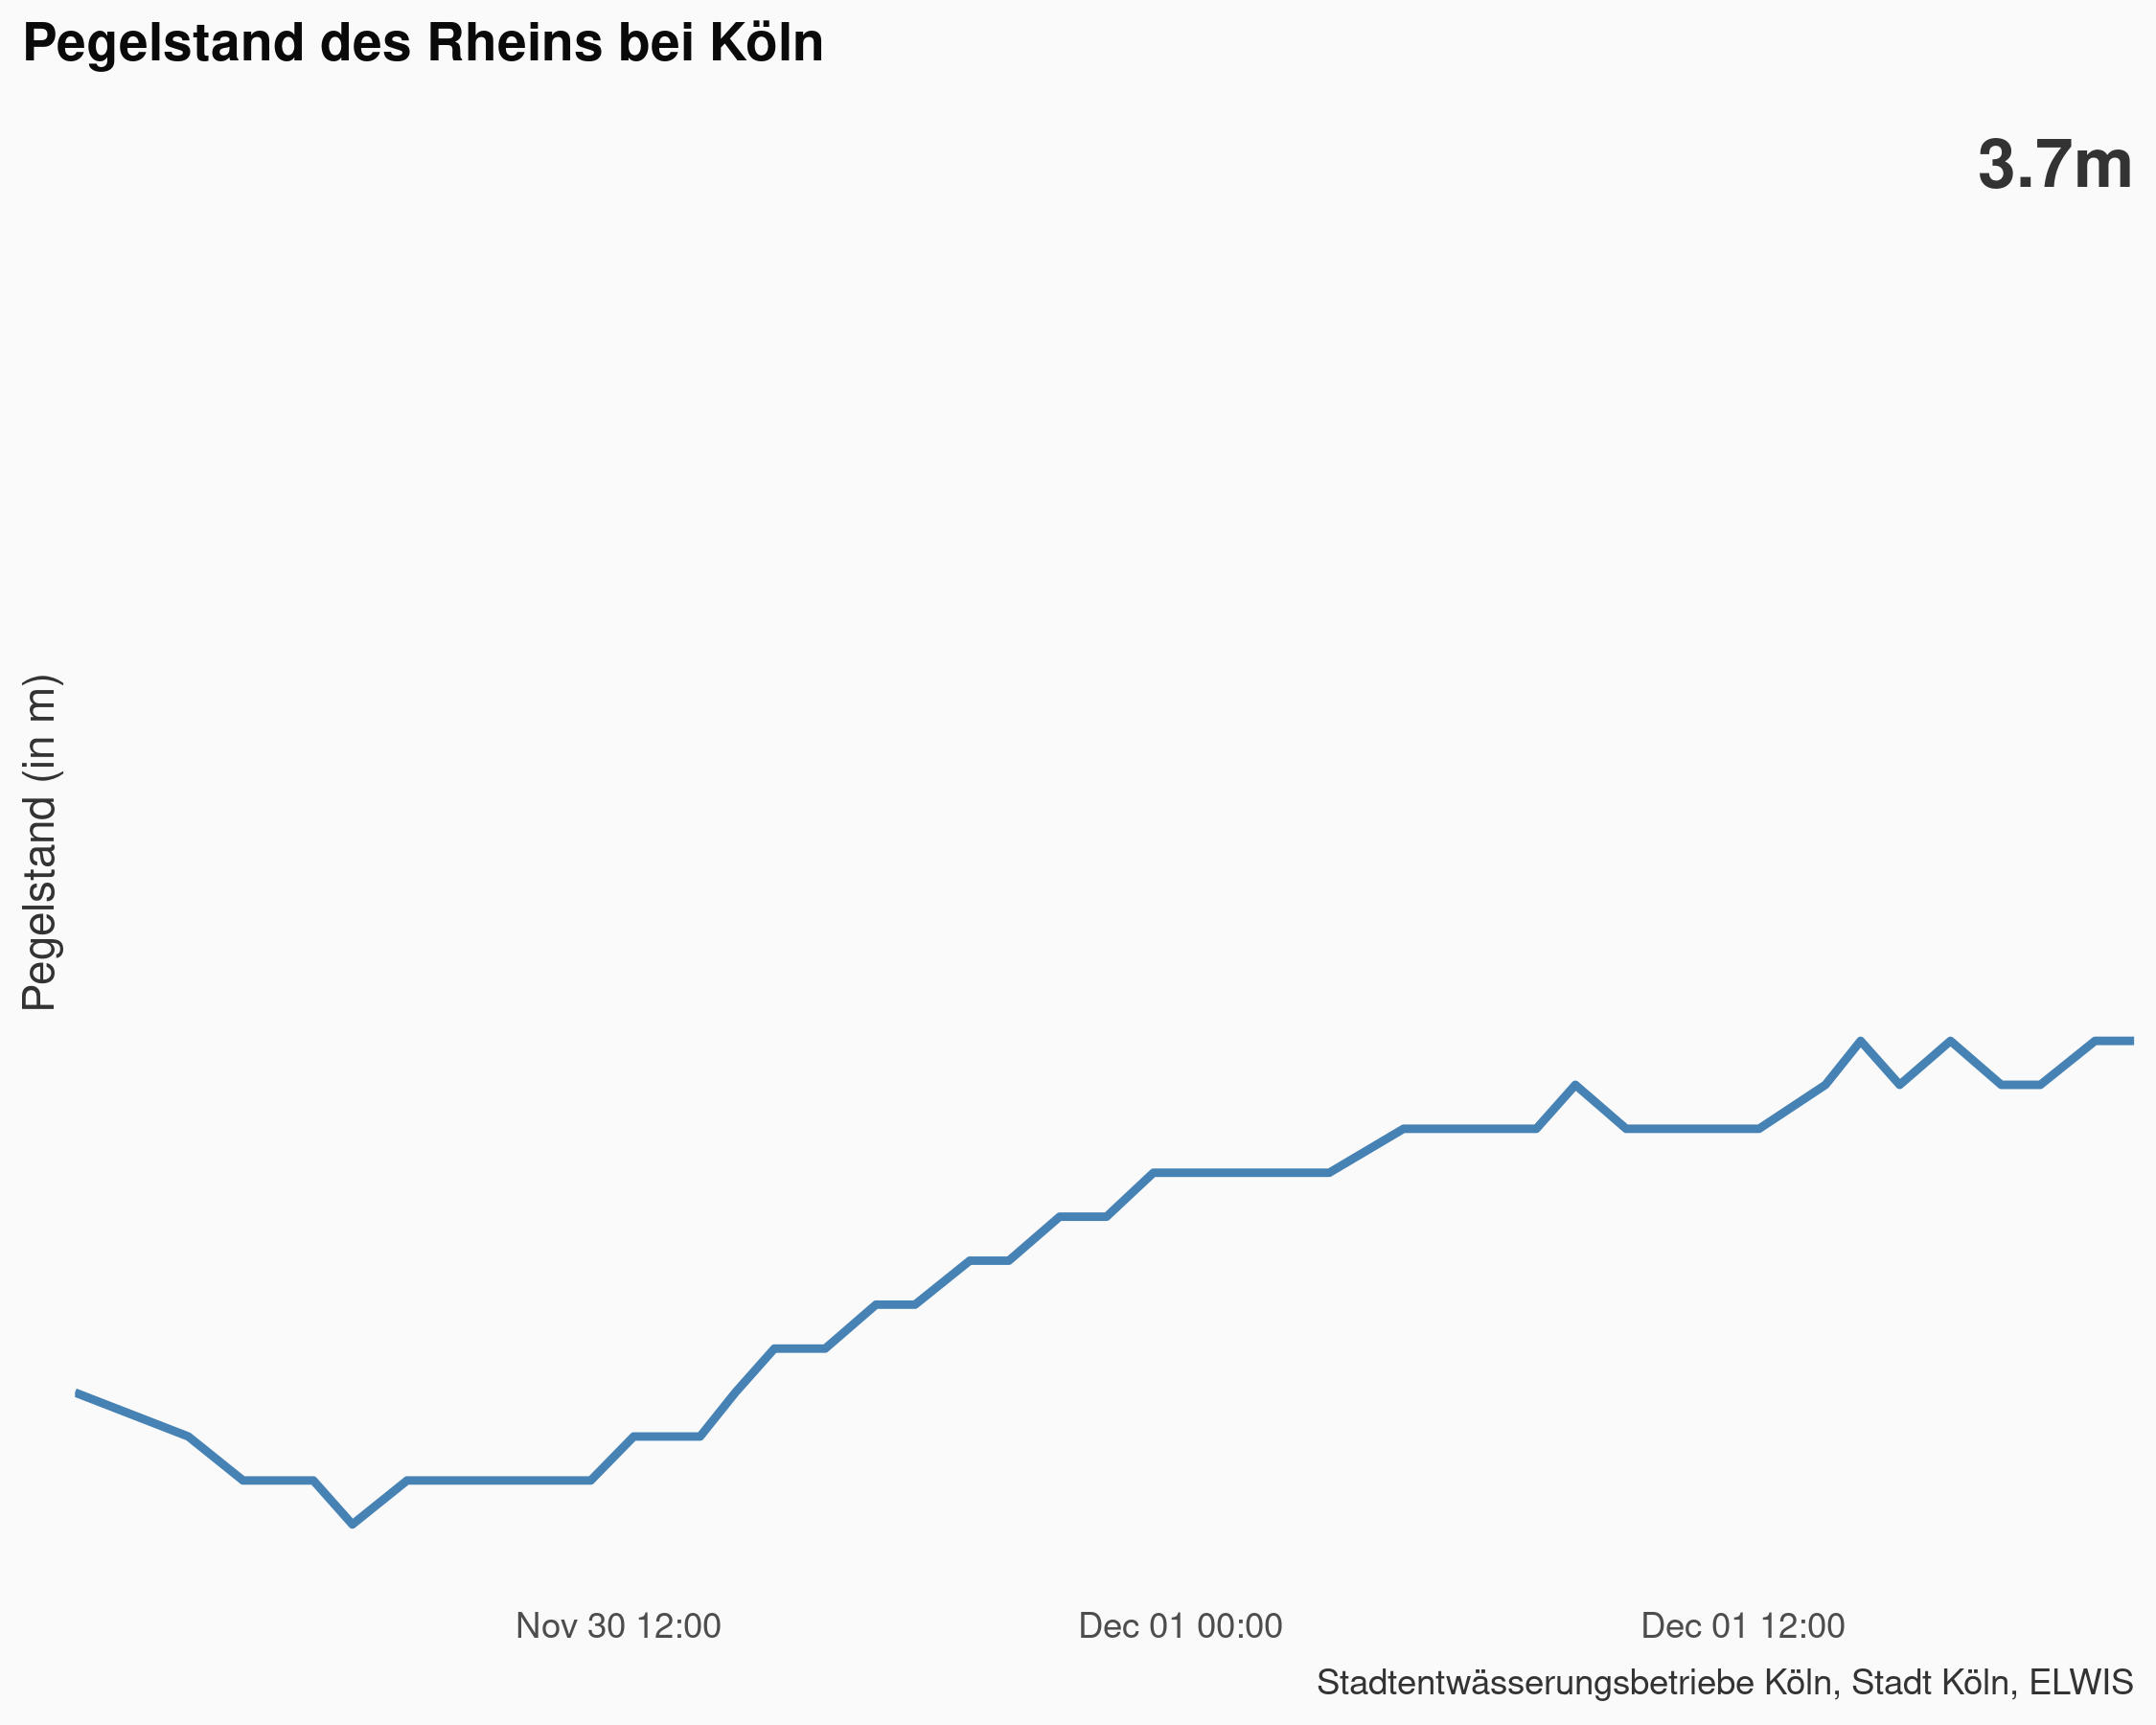 Pegelstand des Rheins bei Köln
3.7m
Pegelstand (in m)
Nov 30 12:00
Dec 01 00:00
Dec 01 12:00
Stadtentwässerungsbetriebe Köln, Stadt Köln, ELWIS